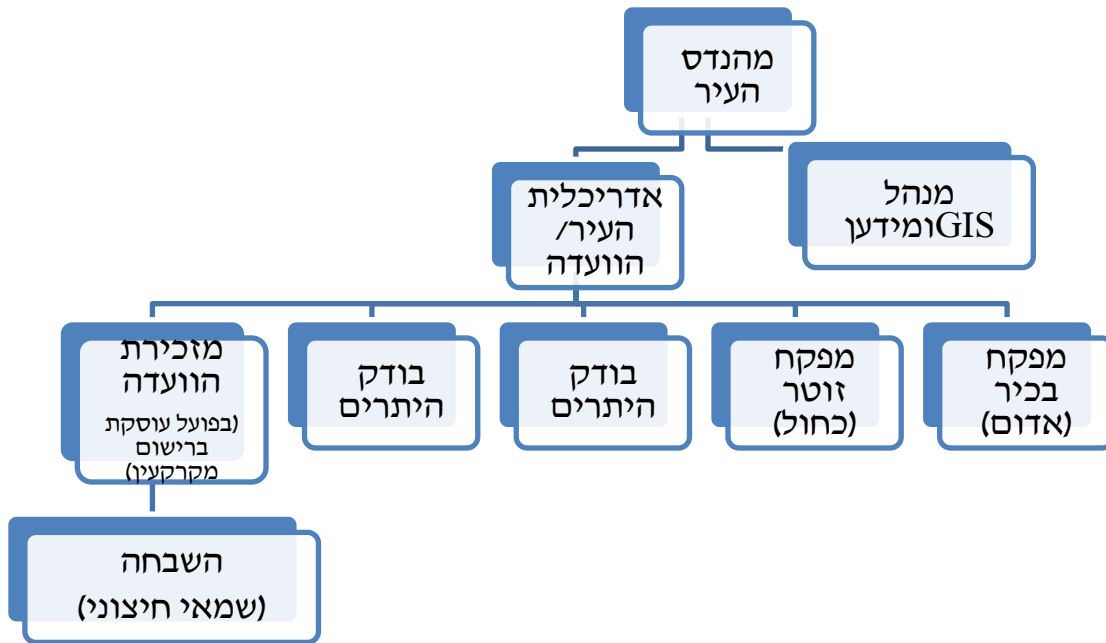 מהנדס
העיר
מנהל
GISומידען
אדריכלית
העיר/
הוועדה
מפקח
בכיר
(אדום)
מפקח
זוטר
(כחול)
בודק
היתרים
בודק
היתרים
מזכירת
הוועדה
(בפועל עוסקת
ברישום
מקרקעין)
השבחה
(שמאי חיצוני)